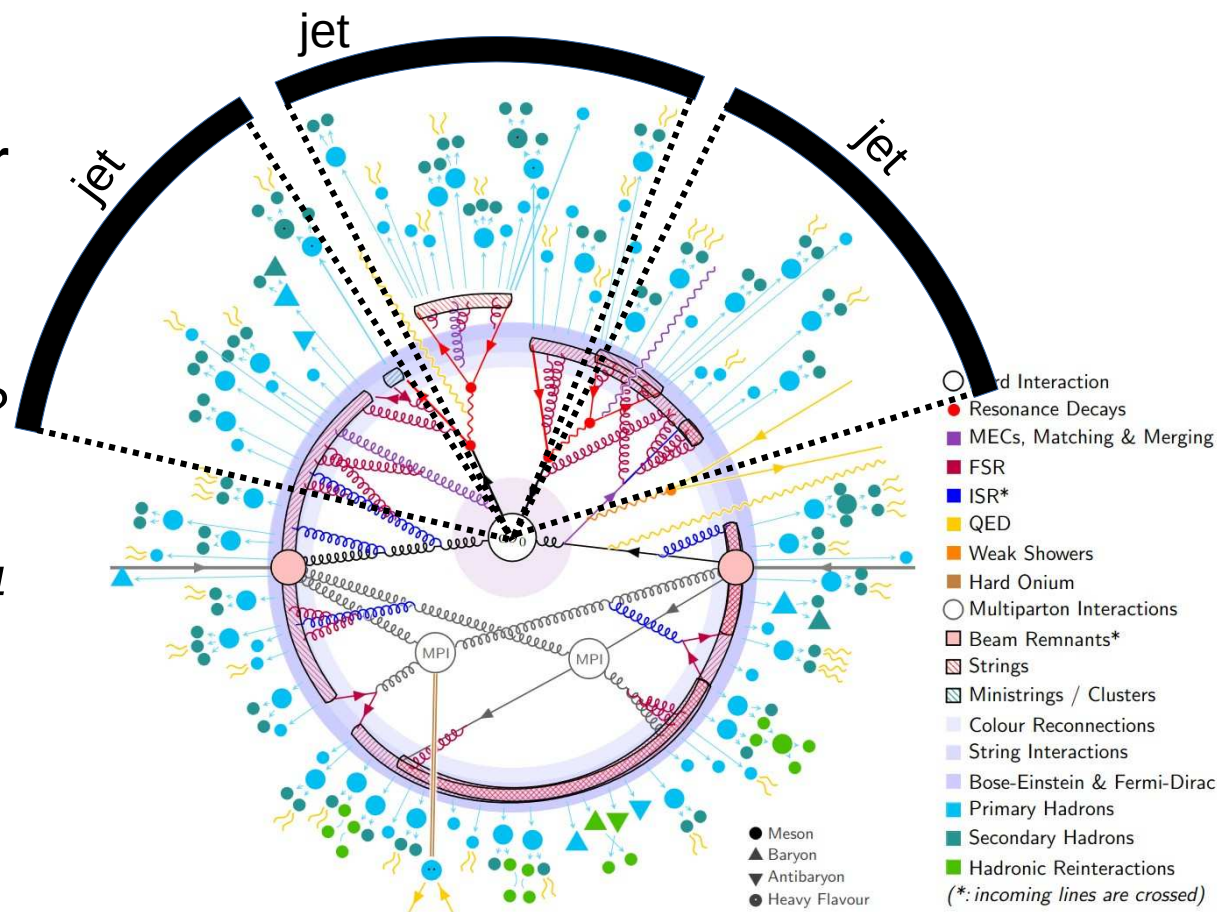 jet
jet
jet
MPI
MPI
rd Interaction
Resonance Decays
MECs, Matching & Merging
FSR
ISR*
QED
Weak Showers
Hard Onium
Multiparton Interactions
Beam Remnants*
Strings
Ministrings / Clusters
Colour Reconnections
String Interactions
Bose-Einstein & Fermi-Dirac
Primary Hadrons
Secondary Hadrons
Hadronic Reinteractions
(*: incoming lines are crossed)
Meson
Baryon
Antibaryon
Heavy Flavour